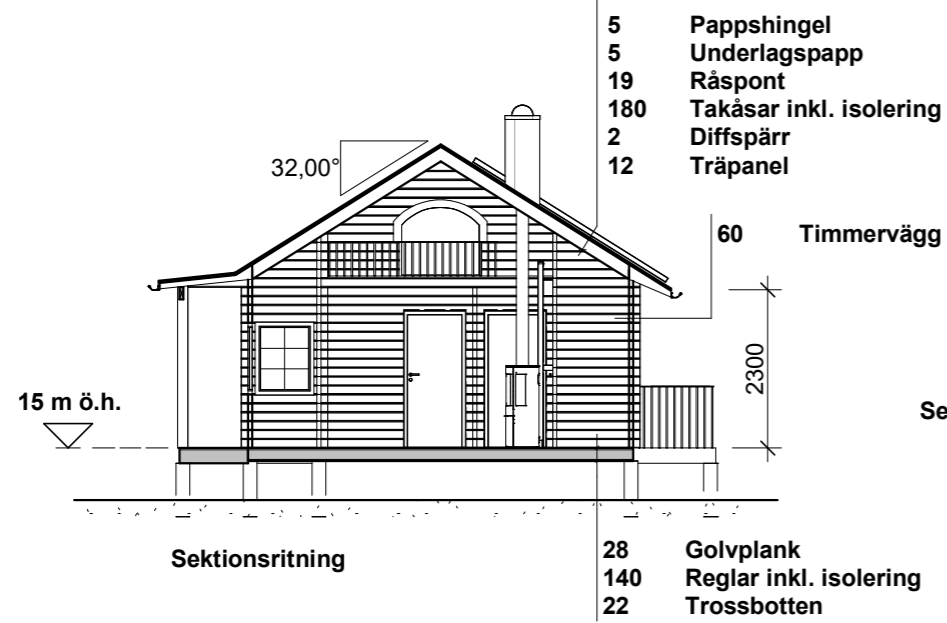 5 Pappshingel
5 Underlagspapp
19 Råspont
180 Takåsar inkl. isolering
2 Diffspärr
12 Träpanel
32,00°
60 Timmervägg
2300
15 m ö.h.
Se
Sektionsritning
28 Golvplank
140 Reglar inkl. isolering
22 Trossbotten